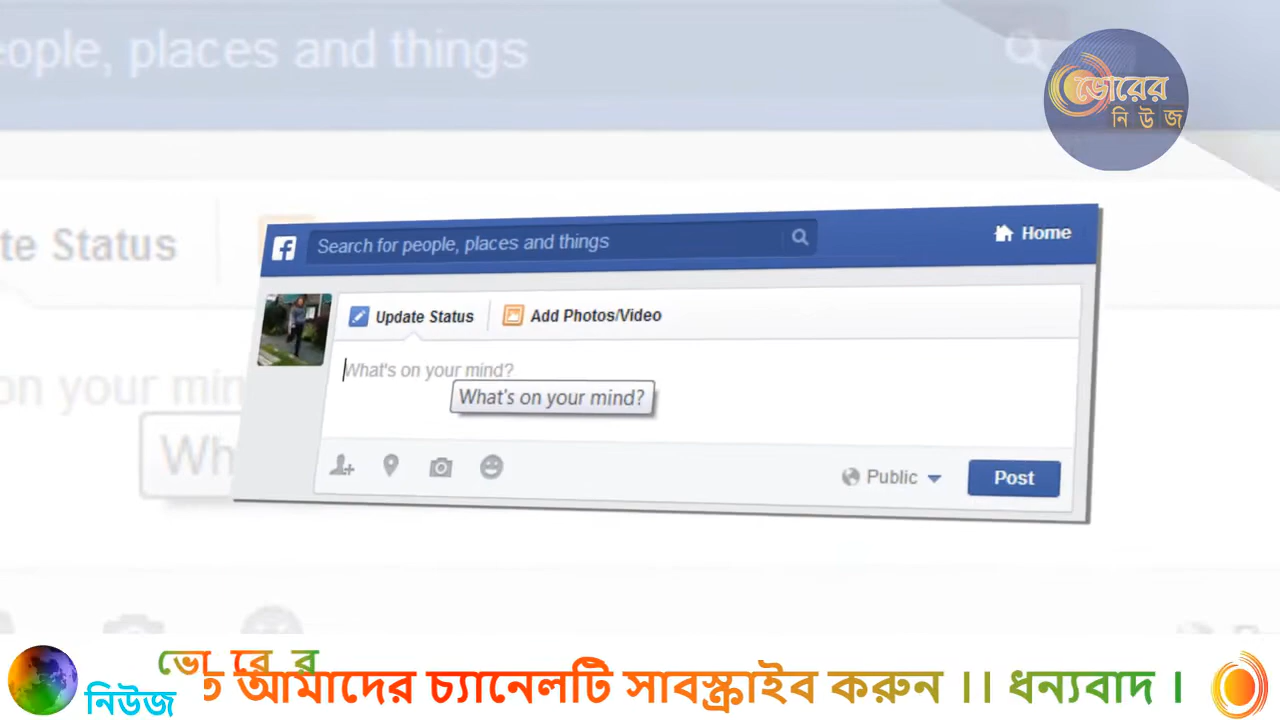 eople, places and things
ভোরের
নি উ জ
te Status
Search for people, places and things
Home
Update Status
Add Photos/Video
on your min
What's on your mind?
What's on your mind?
Wh
Public
Post
ভোরের
আমাদের চ্যানেলটি সাবস্ক্রাইব করুন ।। ধন্যবাদ ।
নিউজ